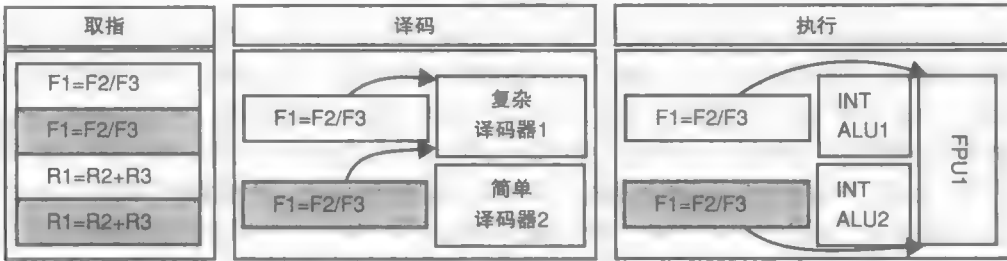 取指
F1=F2/F3
F1=F2/F3
R1=R2+R3
R1=R2+R3
译码
F1=F2/F3
复杂
译码器1
F1=F2/F3
简单
译码器2
执行
F1=F2/F3
INT
ALU1
F1=F2/F3
INT
ALU2
FPU1